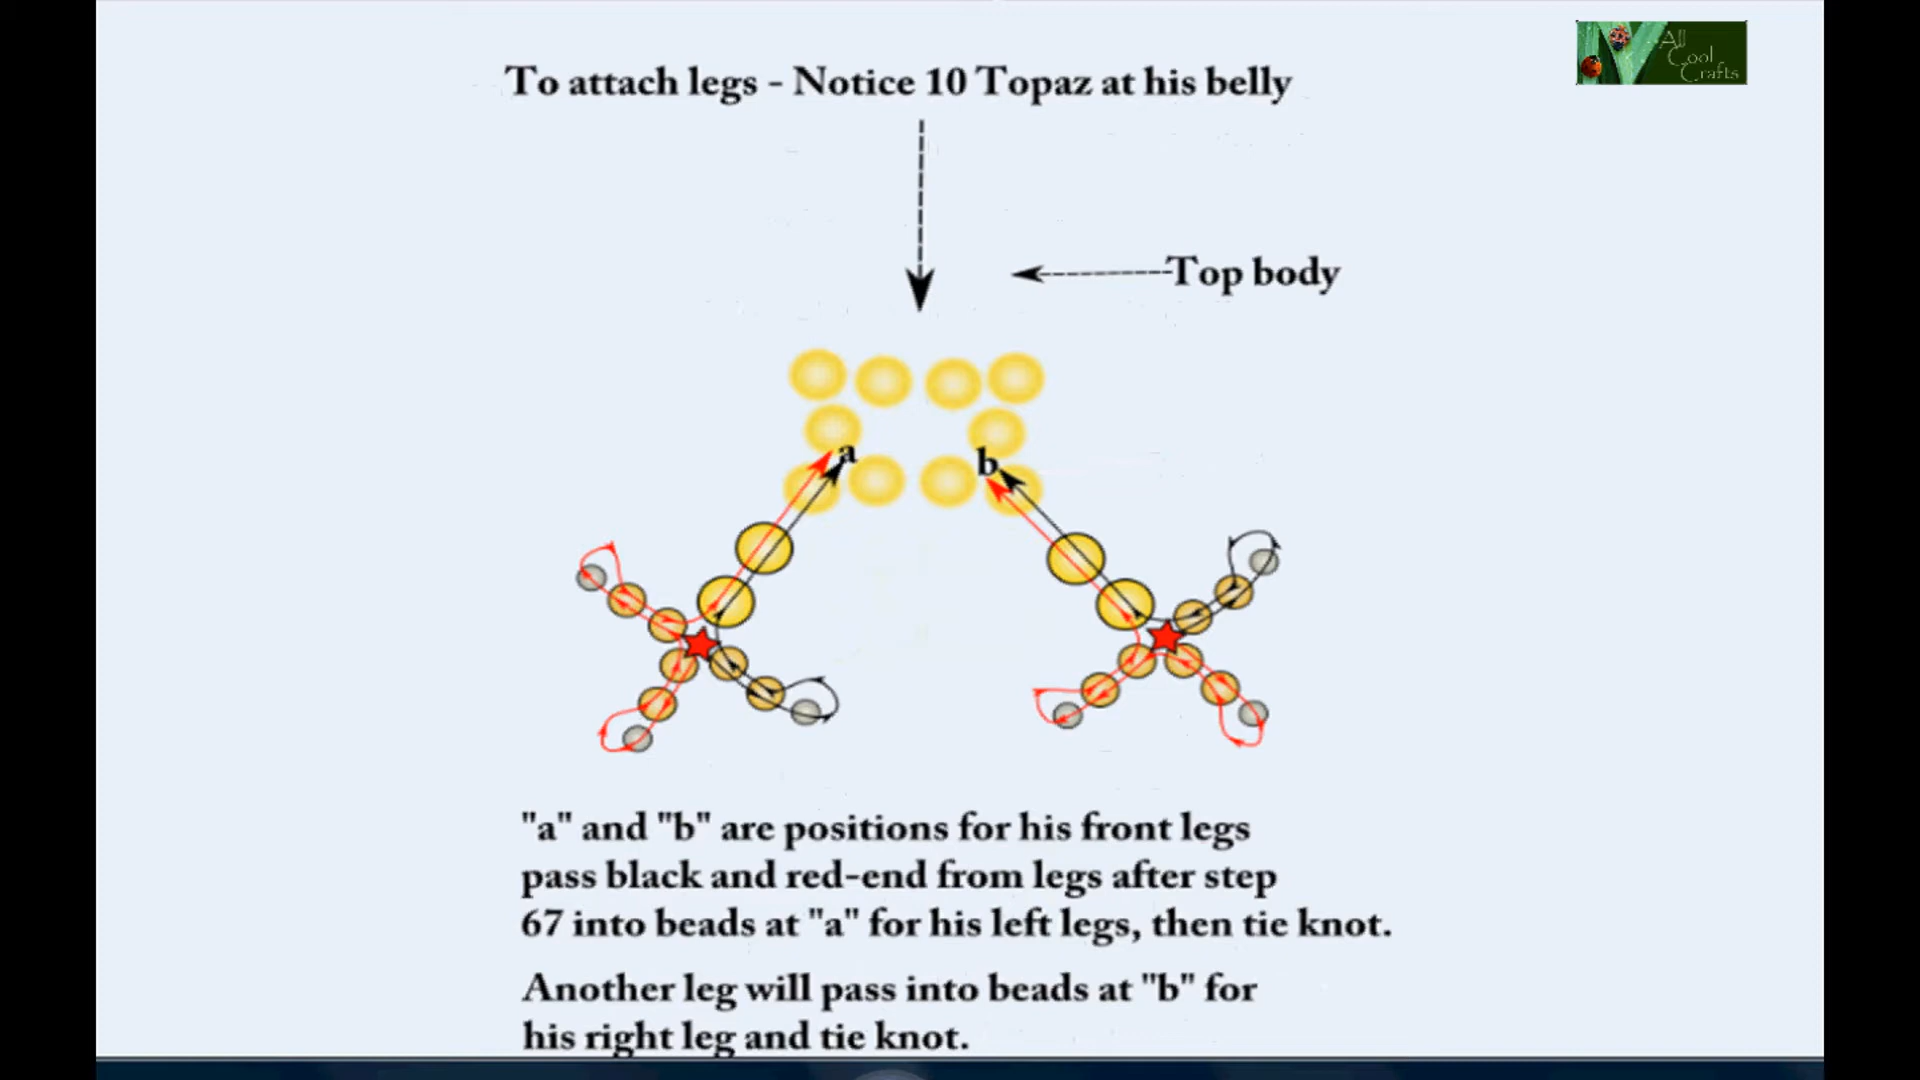 All
Cool
Crafts
To attach legs - Notice 10 Topaz at his belly
Top body
a
b
"a" and "b" are positions for his front legs
pass black and red-end from legs after step
67 into beads at "a" for his left legs, then tie knot.
Another leg will pass into beads at "b" for
his right leg and tie knot.